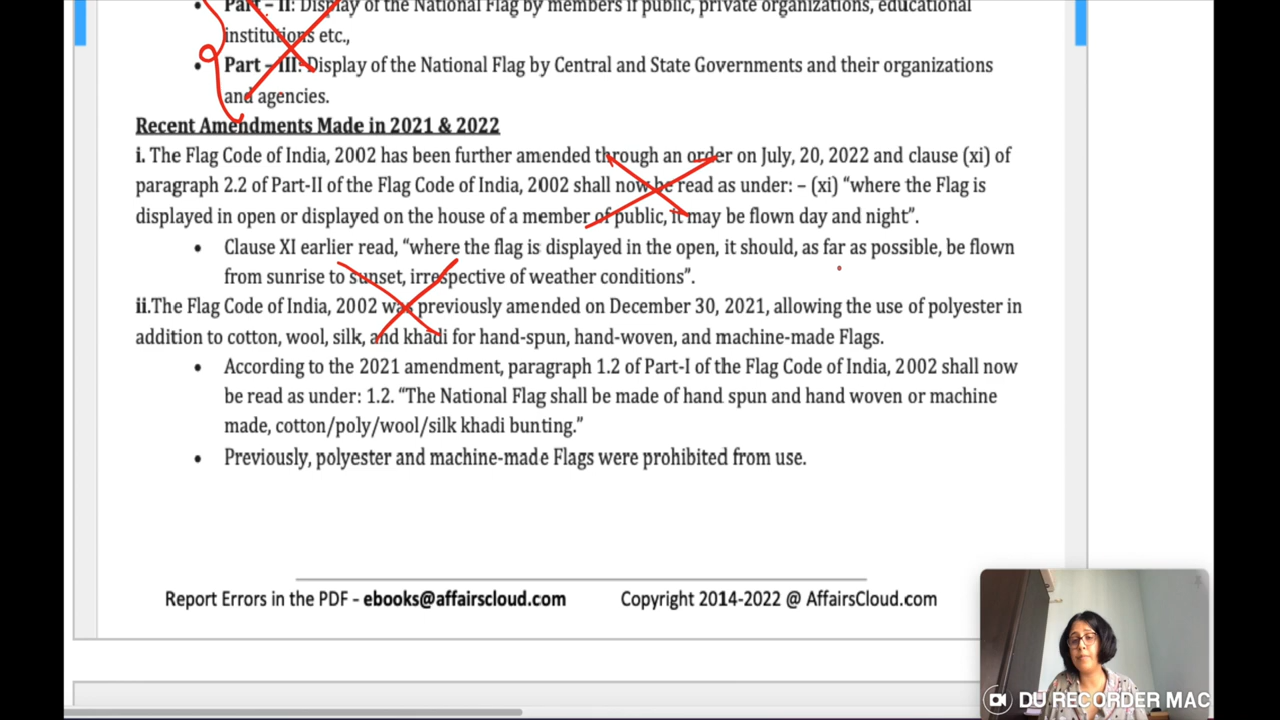 Part – II: Display of the National Flag by members if public, private organizations, educational
institutions etc.,
Part – III: Display of the National Flag by Central and State Governments and their organizations
and agencies.
Recent Amendments Made in 2021 & 2022
i. The Flag Code of India, 2002 has been further amended through an order on July, 20, 2022 and clause (xi) of
paragraph 2.2 of Part-II of the Flag Code of India, 2002 shall now be read as under: – (xi) “where the Flag is
displayed in open or displayed on the house of a member of public, it may be flown day and night”.
• Clause XI earlier read, “where the flag is displayed in the open, it should, as far as possible, be flown
from sunrise to sunset, irrespective of weather conditions”.
ii.The Flag Code of India, 2002 was previously amended on December 30, 2021, allowing the use of polyester in
addition to cotton, wool, silk, and khadi for hand-spun, hand-woven, and machine-made Flags.
• According to the 2021 amendment, paragraph 1.2 of Part-I of the Flag Code of India, 2002 shall now
be read as under: 1.2. “The National Flag shall be made of hand spun and hand woven or machine
made, cotton/poly/wool/silk khadi bunting.”
• Previously, polyester and machine-made Flags were prohibited from use.
Report Errors in the PDF – ebooks@affairscloud.com Copyright 2014-2022 @ AffairsCloud.com
DU RECORDER MAC